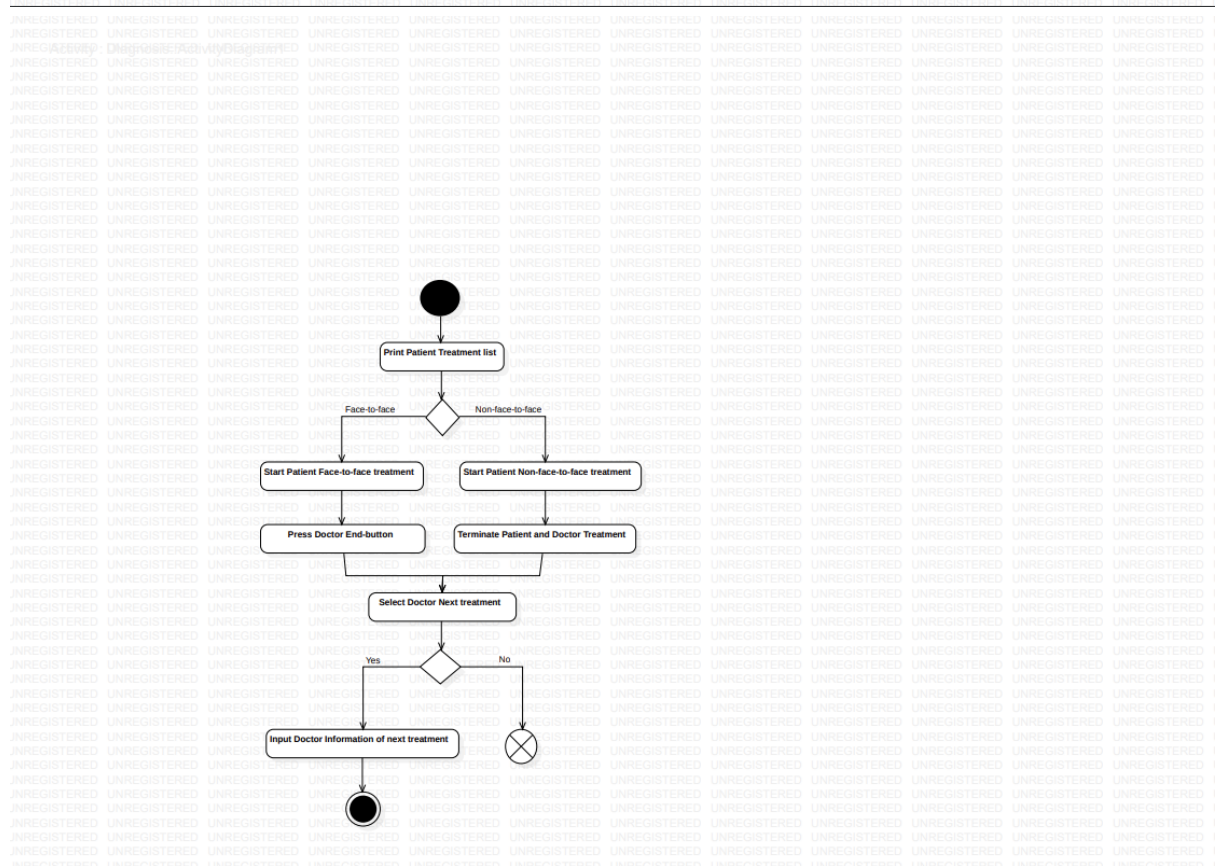 Activity : Diagnosis::ActivityDiagram1
Print Patient Treatment list
Face-to-face
Non-face-to-face
Start Patient Face-to-face treatment
Start Patient Non-face-to-face treatment
Press Doctor End-button
Terminate Patient and Doctor Treatment
Select Doctor Next treatment
Yes
No
Input Doctor Information of next treatment
UNREGISTERED